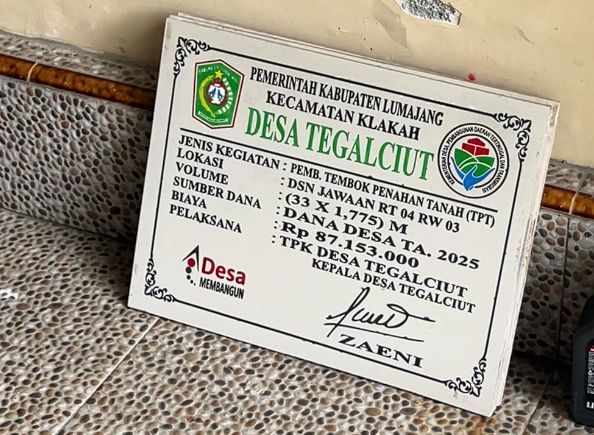 PEMERINTAH KABUPATEN LUMAJANG
KECAMATAN KLAKAH
DESA TEGALCIUT
JENIS KEGIATAN : PEMB. TEMBOK PENAHAN TANAH (TPT)
LOKASI : DSN JAWAAN RT 04 RW 03
VOLUME : (33 X 1,775) M
SUMBER DANA : DANA DESA TA. 2025
BIAYA : Rp 87.153.000
PELAKSANA : TPK DESA TEGALCIUT
KEPALA DESA TEGALCIUT
Desa
MEMBANGUN
ZAENI